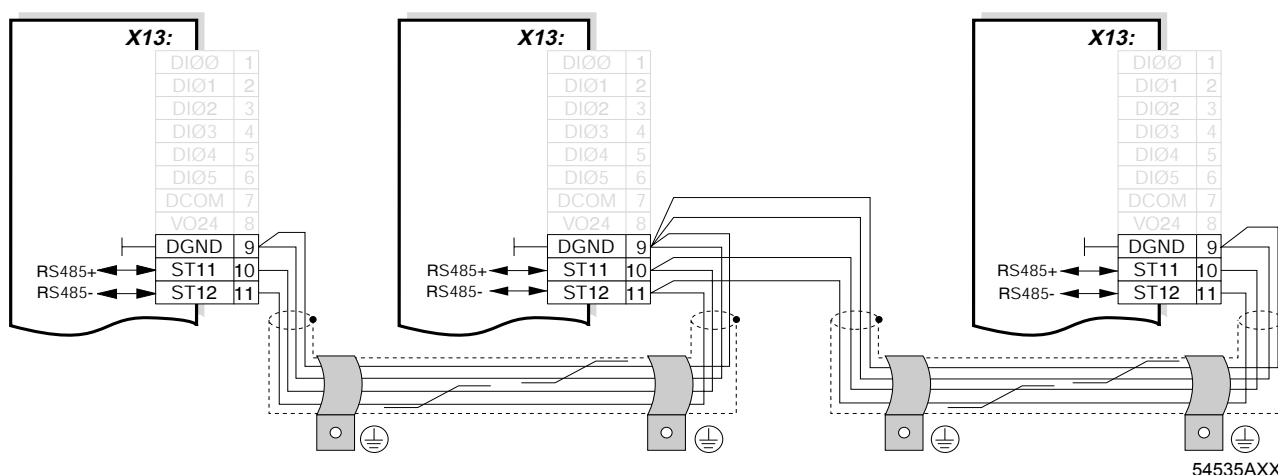 X13:
DIØØ 1
DIØ1 2
DIØ2 3
DIØ3 4
DIØ4 5
DIØ5 6
DCOM 7
VO24 8
DGND 9
RS485+ ST11 10
RS485- ST12 11
X13:
DIØØ 1
DIØ1 2
DIØ2 3
DIØ3 4
DIØ4 5
DIØ5 6
DCOM 7
VO24 8
DGND 9
RS485+ ST11 10
RS485- ST12 11
X13:
DIØØ 1
DIØ1 2
DIØ2 3
DIØ3 4
DIØ4 5
DIØ5 6
DCOM 7
VO24 8
DGND 9
RS485+ ST11 10
RS485- ST12 11
54535AXX